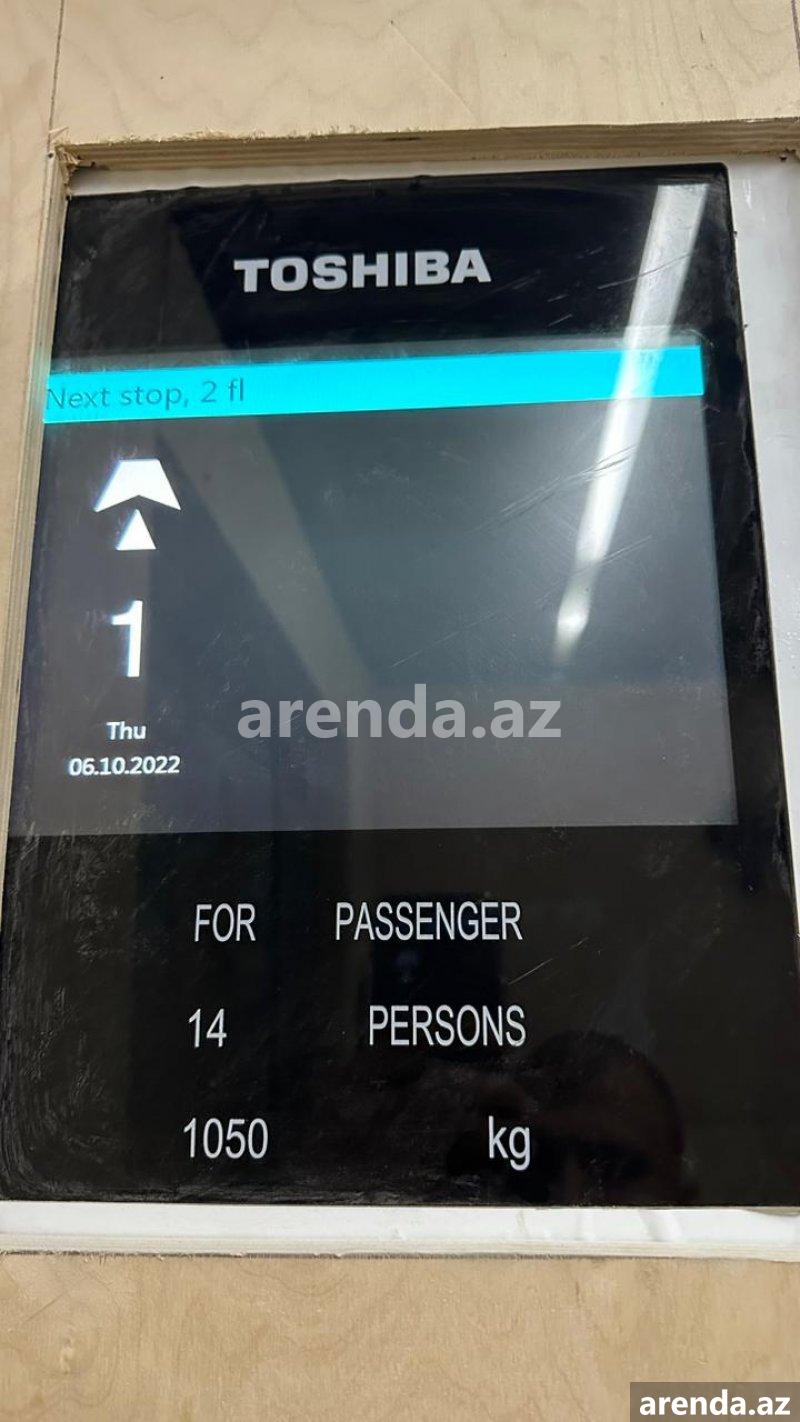 TOSHIBA
Next stop, 2 fl
1
Thu
arenda.az
06.10.2022
FOR PASSENGER
14 PERSONS
1050 kg
arenda.az